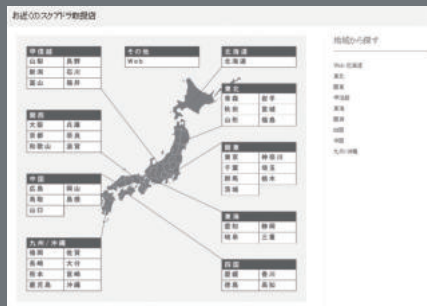 お近くのスケアドラ取扱店
地域から探す
甲信越
山梨 長野
新潟 石川
富山 福井
その他
Web
北海道
北海道
東北
青森 岩手
秋田 宮城
山形 福島
関西
大阪 兵庫
京都 奈良
和歌山 滋賀
関東
東京 神奈川
千葉 埼玉
群馬 栃木
茨城
中国
広島 岡山
鳥取 島根
山口
東海
愛知 静岡
岐阜 三重
九州/沖縄
福岡 佐賀
長崎 大分
熊本 宮崎
鹿児島 沖縄
四国
愛媛 香川
徳島 高知
Web 北海道
東北
関東
甲信越
東海
関西
四国
中国
九州/沖縄